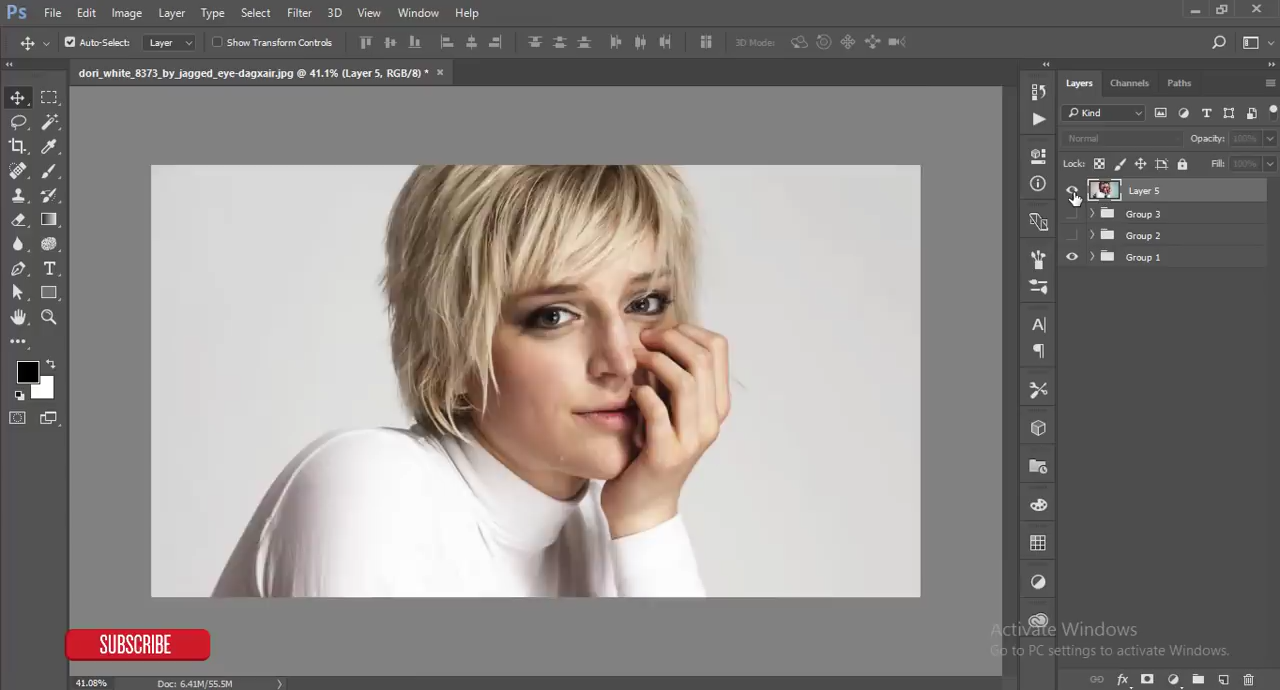 Ps File Edit Image Layer Type Select Filter 3D View Window Help
Auto-Select: Layer Show Transform Controls 3D Mode:
dori_white_8373_by_jagged_eye-dagxair.jpg @ 41.1% (Layer 5, RGB/8) * ×
Layers Channels Paths
Kind
Normal Opacity: 100%
Lock: Fill: 100%
Layer 5
Group 3
Group 2
Group 1
SUBSCRIBE
Activate Windows
Go to PC settings to activate Windows.
41.08% Doc: 6.41M/55.5M